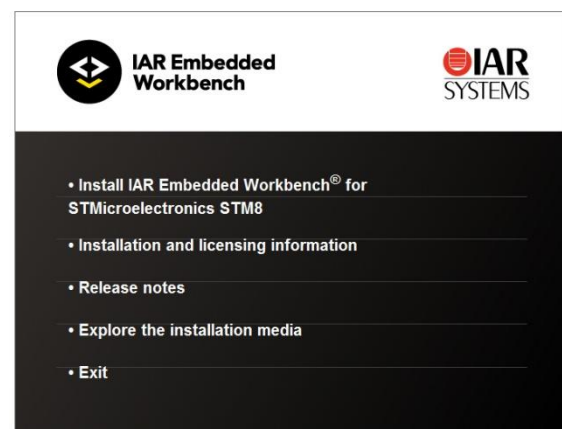 IAR Embedded
Workbench
IAR
SYSTEMS
• Install IAR Embedded Workbench® for
STMicroelectronics STM8
• Installation and licensing information
• Release notes
• Explore the installation media
• Exit